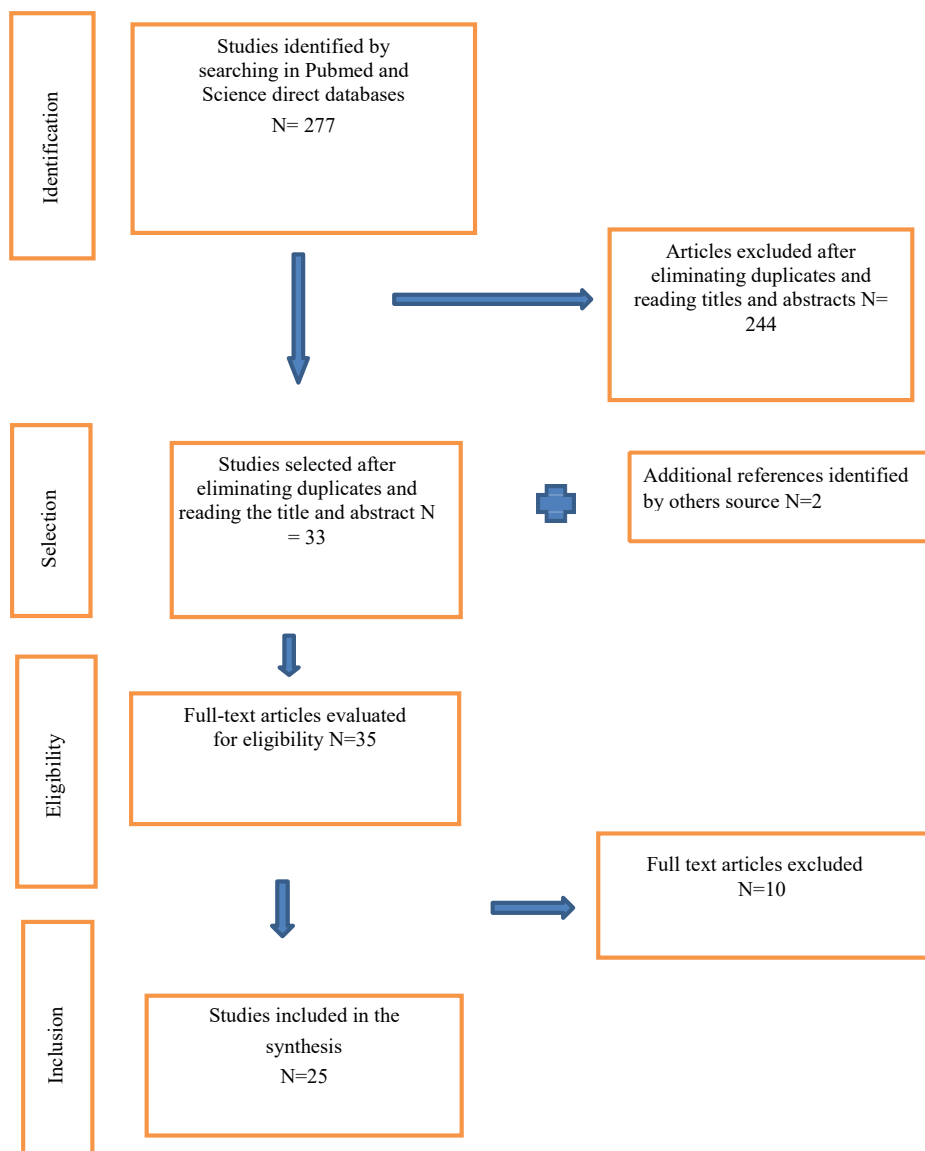 Identification
Studies identified by
searching in Pubmed and
Science direct databases
N= 277
Articles excluded after
eliminating duplicates and
reading titles and abstracts N=
244
Selection
Studies selected after
eliminating duplicates and
reading the title and abstract N
= 33
Additional references identified
by others source N=2
Eligibility
Full-text articles evaluated
for eligibility N=35
Full text articles excluded
N=10
Inclusion
Studies included in the
synthesis
N=25